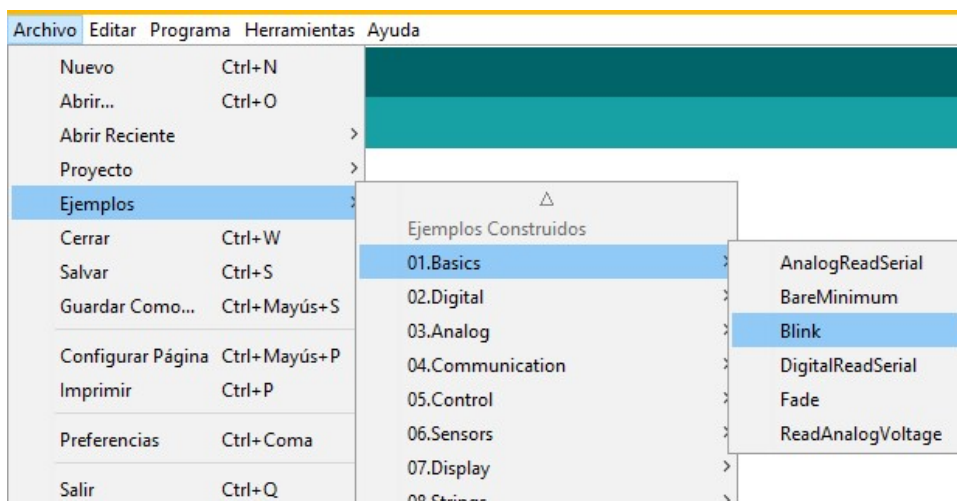 Archivo Editar Programa Herramientas Ayuda
Nuevo Ctrl+N
Abrir... Ctrl+O
Abrir Reciente
Proyecto
Ejemplos
Cerrar Ctrl+W
Salvar Ctrl+S
Guardar Como... Ctrl+Mayús+S
Configurar Página Ctrl+Mayús+P
Imprimir Ctrl+P
Preferencias Ctrl+Coma
Salir Ctrl+Q
Ejemplos Construidos
01.Basics
02.Digital
03.Analog
04.Communication
05.Control
06.Sensors
07.Display
08.Strings
AnalogReadSerial
BareMinimum
Blink
DigitalReadSerial
Fade
ReadAnalogVoltage